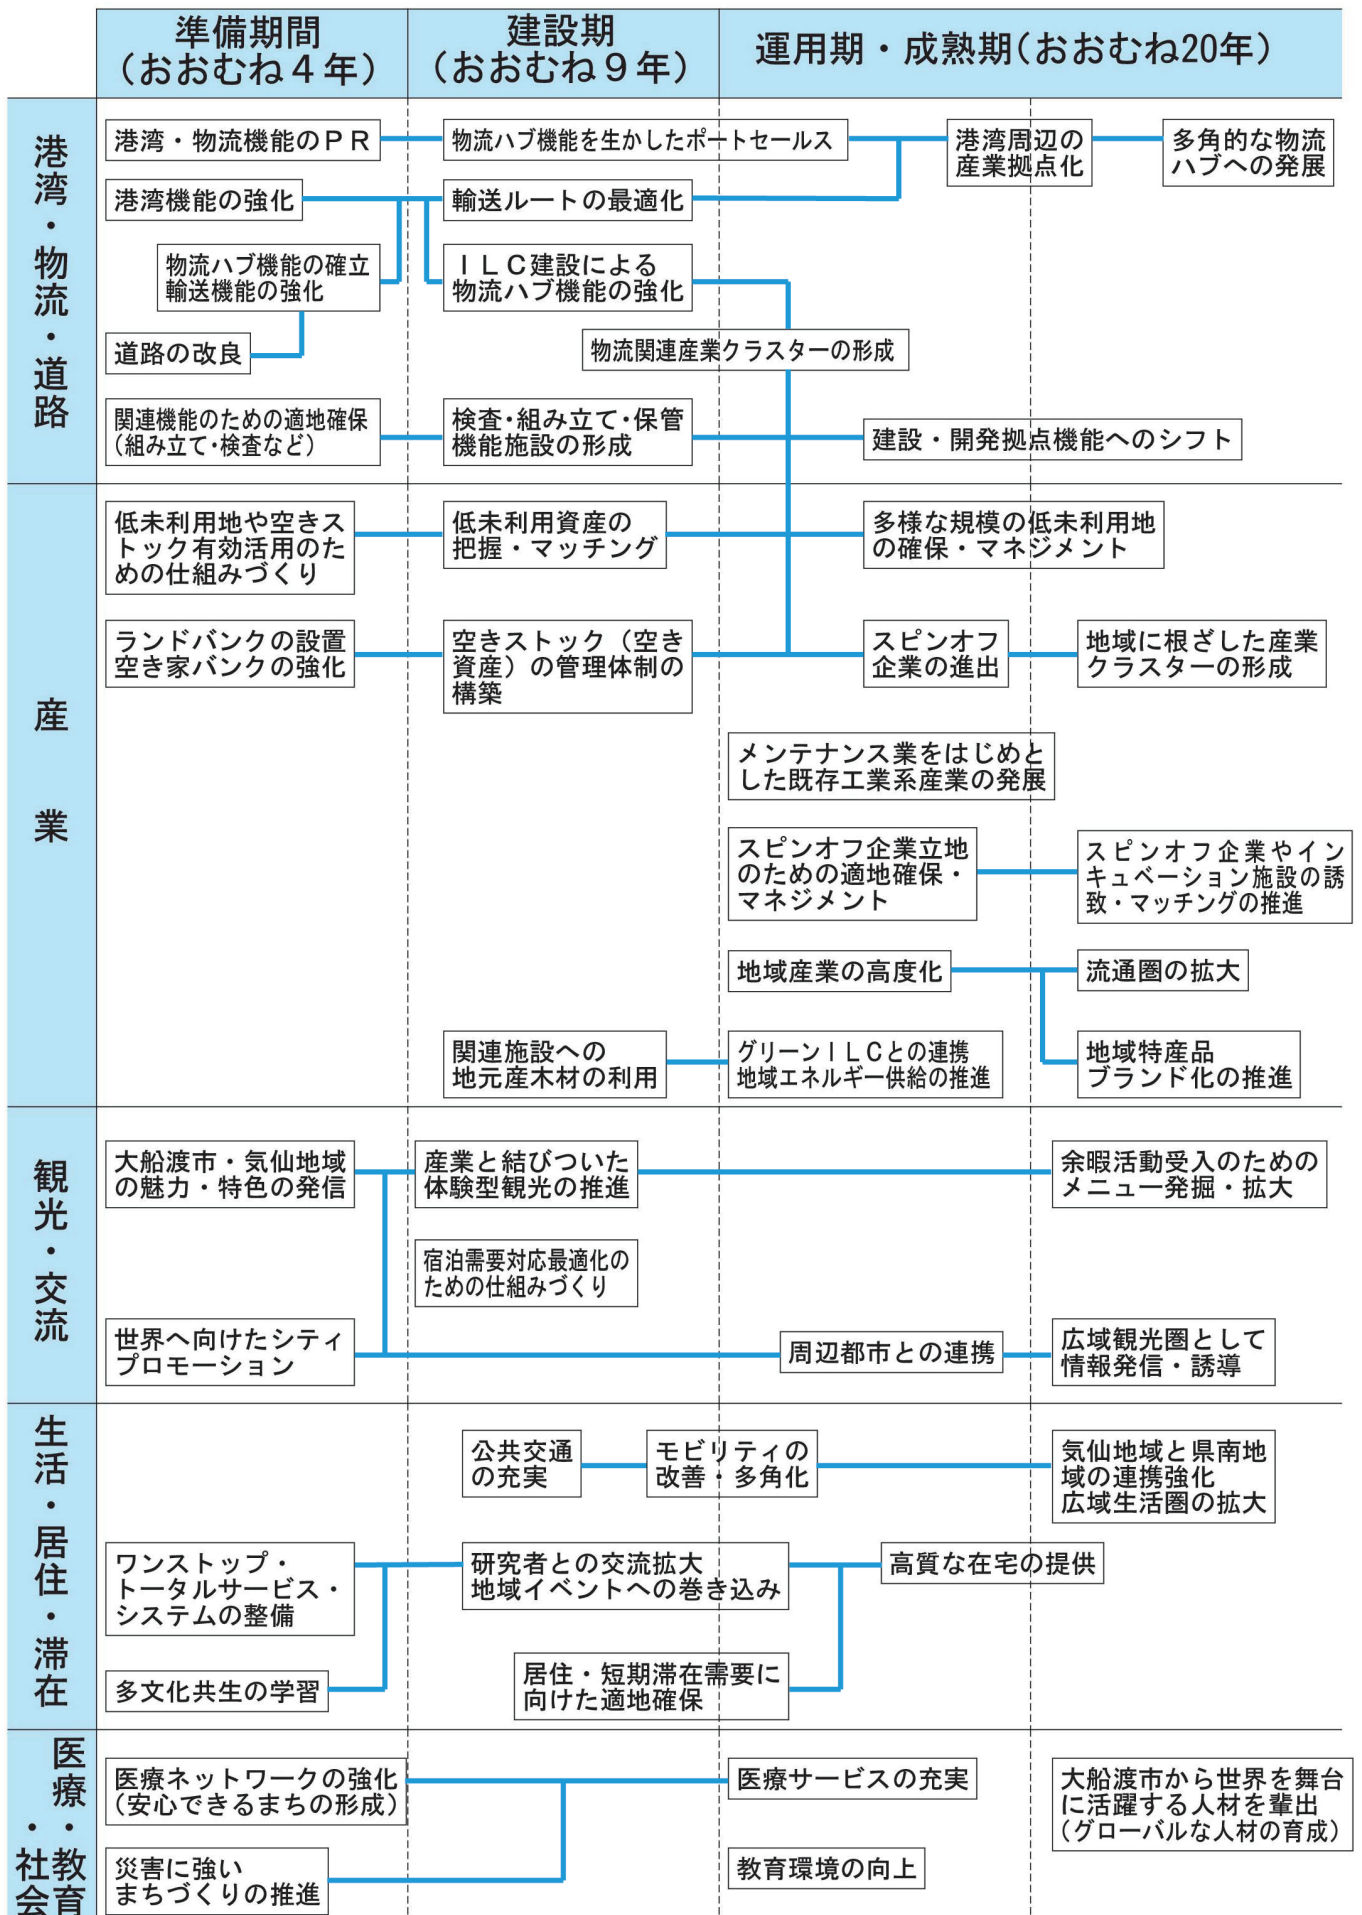 準備期間
（おおむね４年）
建設期
（おおむね９年）
運用期・成熟期（おおむね20年）
港湾・物流・道路
港湾・物流機能のＰＲ
物流ハブ機能を生かしたポートセールス
港湾周辺の
産業拠点化
多角的な物流
ハブへの発展
港湾機能の強化
輸送ルートの最適化
物流ハブ機能の確立
輸送機能の強化
ＩＬＣ建設による
物流ハブ機能の強化
道路の改良
物流関連産業クラスターの形成
関連機能のための適地確保
（組み立て・検査など）
検査・組み立て・保管
機能施設の形成
建設・開発拠点機能へのシフト
産業
低未利用地や空きス
トック有効活用のた
めの仕組みづくり
低未利用資産の
把握・マッチング
多様な規模の低未利用地
の確保・マネジメント
ランドバンクの設置
空き家バンクの強化
空きストック（空き
資産）の管理体制の
構築
スピンオフ
企業の進出
地域に根ざした産業
クラスターの形成
メンテナンス業をはじめと
した既存工業系産業の発展
スピンオフ企業立地
のための適地確保・
マネジメント
スピンオフ企業やイン
キュベーション施設の誘
致・マッチングの推進
地域産業の高度化
流通圏の拡大
関連施設への
地元産木材の利用
グリーンＩＬＣとの連携
地域エネルギー供給の推進
地域特産品
ブランド化の推進
観光・交流
大船渡市・気仙地域
の魅力・特色の発信
産業と結びついた
体験型観光の推進
余暇活動受入のための
メニュー発掘・拡大
宿泊需要対応最適化の
ための仕組みづくり
世界へ向けたシティ
プロモーション
周辺都市との連携
広域観光圏として
情報発信・誘導
生活・居住・滞在
公共交通
の充実
モビリティの
改善・多角化
気仙地域と県南地
域の連携強化
広域生活圏の拡大
ワンストップ・
トータルサービス・
システムの整備
研究者との交流拡大
地域イベントへの巻き込み
高質な在宅の提供
多文化共生の学習
居住・短期滞在需要に
向けた適地確保
医療・教育
・社会
医療ネットワークの強化
（安心できるまちの形成）
医療サービスの充実
大船渡市から世界を舞台
に活躍する人材を輩出
（グローバルな人材の育成）
災害に強い
まちづくりの推進
教育環境の向上